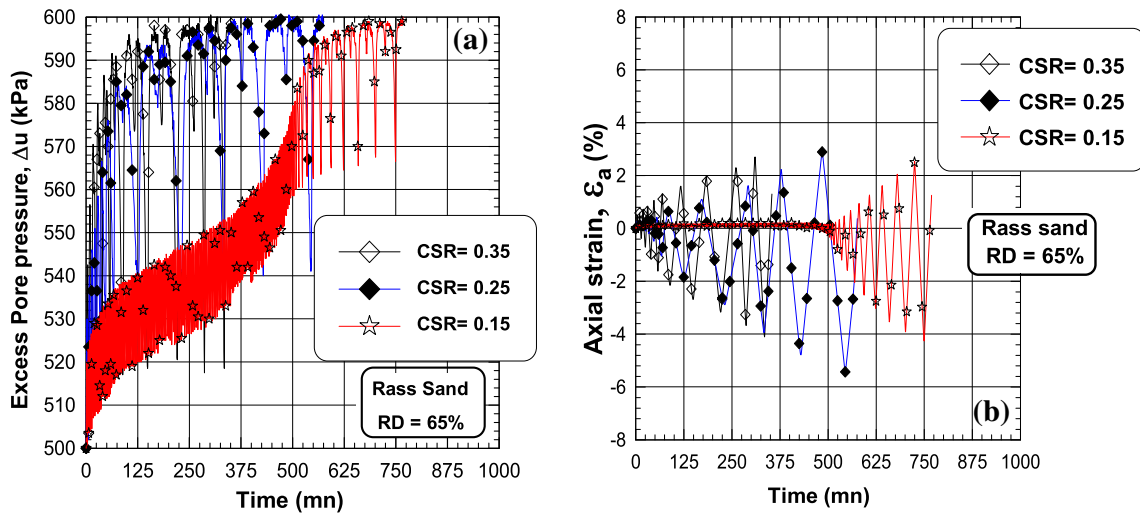 (a)
Excess Pore pressure, Δu (kPa)
600
590
580
570
560
550
540
530
520
510
500
CSR= 0.35
CSR= 0.25
CSR= 0.15
Rass Sand
RD = 65%
0 125 250 375 500 625 750 875 1000
Time (mn)
Axial strain, εa (%)
8
6
4
2
0
-2
-4
-6
-8
CSR= 0.35
CSR= 0.25
CSR= 0.15
Rass sand
RD = 65%
(b)
0 125 250 375 500 625 750 875 1000
Time (mn)